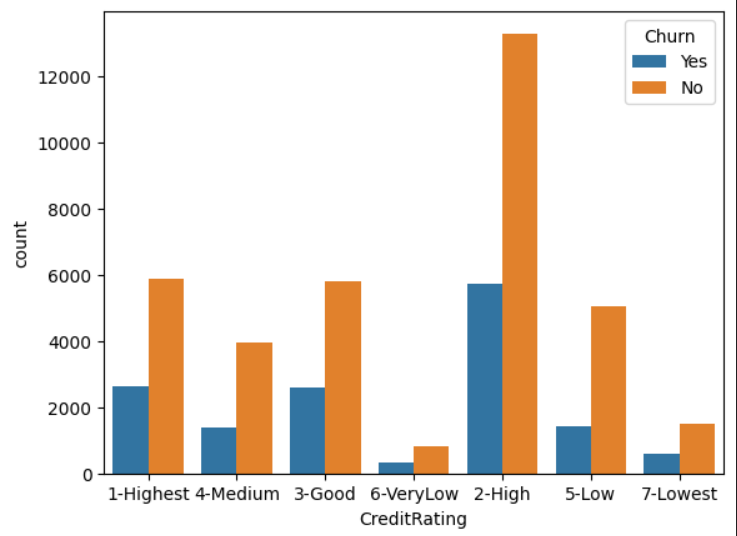 Churn
Yes
No
12000
10000
8000
6000
4000
2000
0
count
1-Highest 4-Medium 3-Good 6-VeryLow 2-High 5-Low 7-Lowest
CreditRating